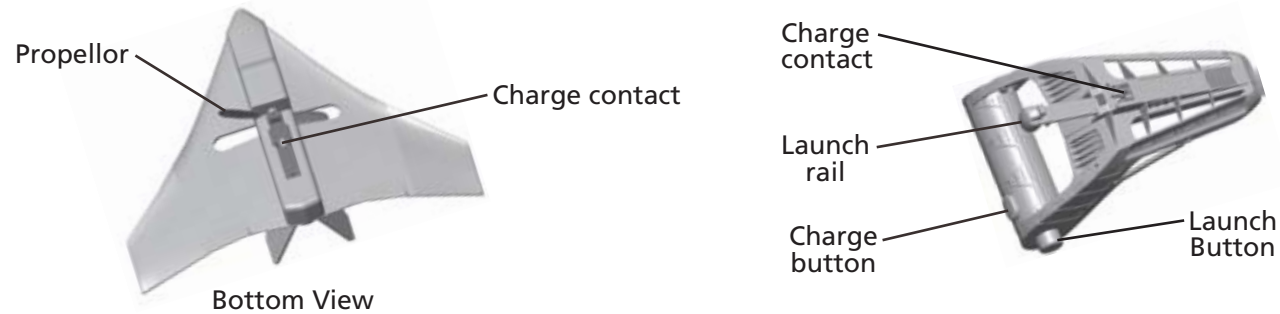 Propellor
Charge contact
Bottom View
Charge
contact
Launch
rail
Charge
button
Launch
Button